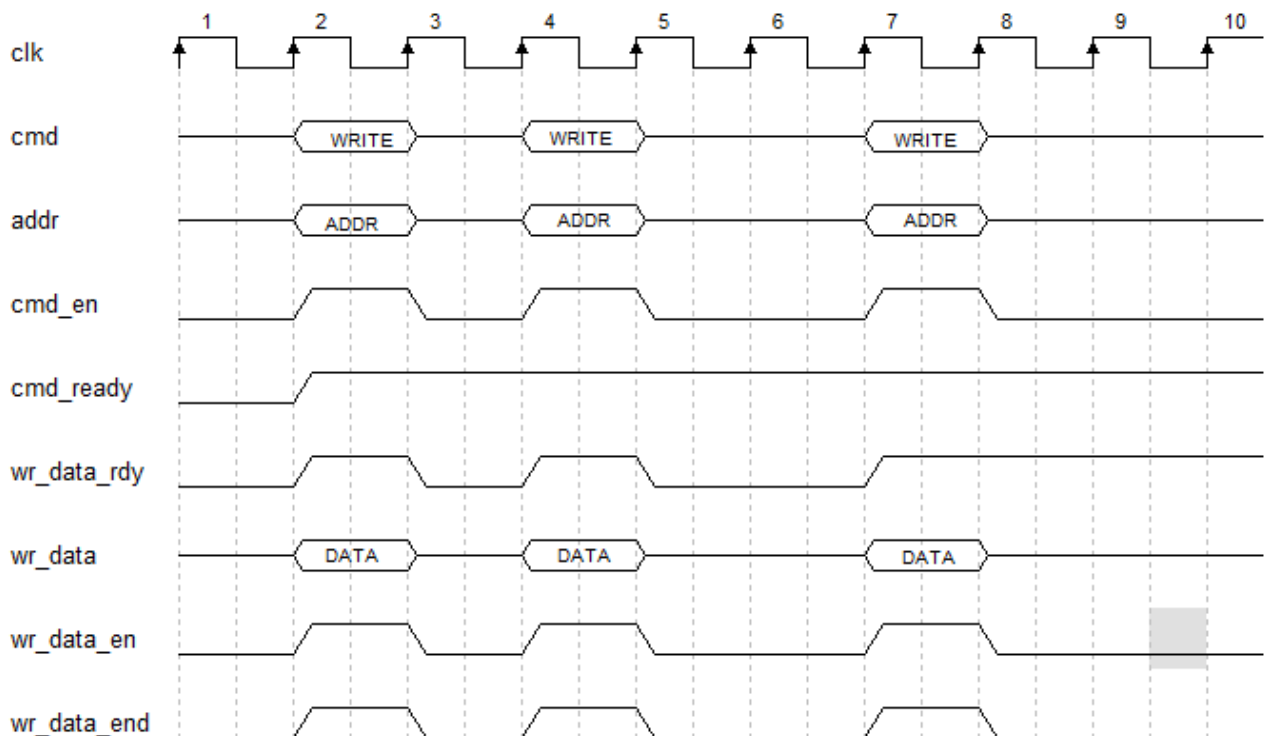 1 2 3 4 5 6 7 8 9 10
clk
cmd WRITE WRITE WRITE
addr ADDR ADDR ADDR
cmd_en
cmd_ready
wr_data_rdy
wr_data DATA DATA DATA
wr_data_en
wr_data_end